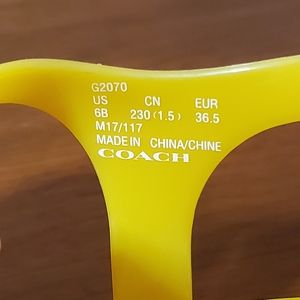 G2070
US CN EUR
6B 230 (1.5) 36.5
M17/117
MADE IN CHINA/CHINE
COACH